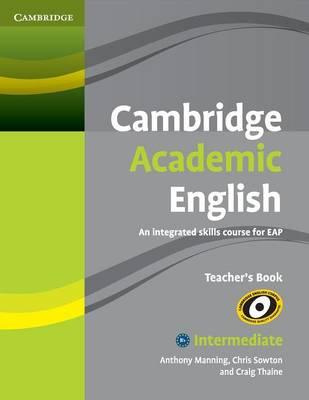 CAMBRIDGE
Cambridge
Academic
English
An integrated skills course for EAP
Teacher's Book
Intermediate
Anthony Manning, Chris Sowton
and Craig Thaine